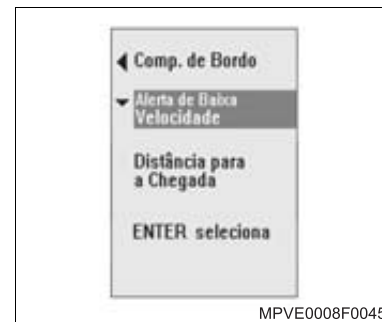 Comp. de Bordo
Alerta de Baixa
Velocidade
Distância para
a Chegada
ENTER seleciona
MPVE0008F0045